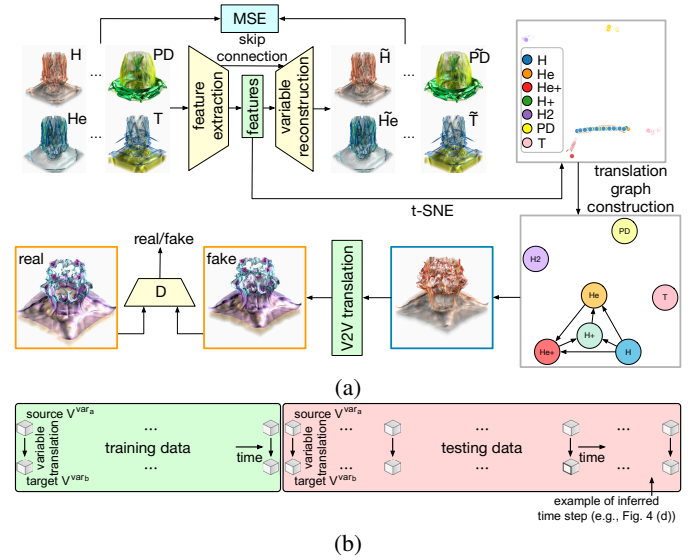 MSE
skip
connection
H
...
PD
He
...
T
feature
extraction
features
variable
reconstruction
H̃
...
P̃D
H̃e
...
T̃
H
He
He+
H+
H2
PD
T
t-SNE
translation
graph
construction
real/fake
real
D
fake
V2V translation
PD
H2
He
T
H+
He+
H
(a)
source V^var_a
variable
translation
target V^var_b
...
training data
...
time
source V^var_a
variable
translation
target V^var_b
...
testing data
...
time
...
...
example of inferred
time step (e.g., Fig. 4 (d))
(b)